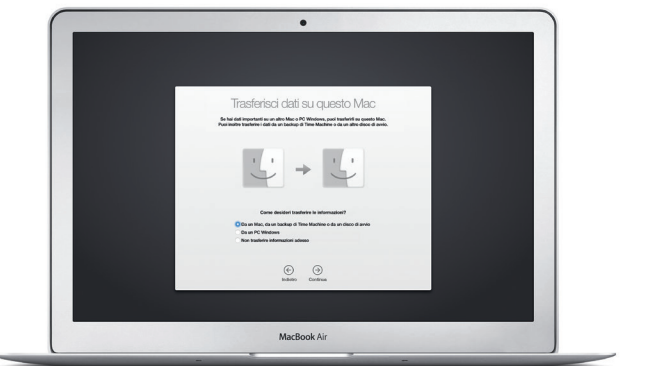 Trasferisci dati su questo Mac
Se hai dati importanti su un altro Mac o PC Windows, puoi trasferirli su questo Mac.
Puoi inoltre trasferire i dati da un backup di Time Machine o da un altro disco di avvio.
Come desideri trasferire le informazioni?
Da un Mac, da un backup di Time Machine o da un disco di avvio
Da un PC Windows
Non trasferire informazioni adesso
Indietro Continua
MacBook Air